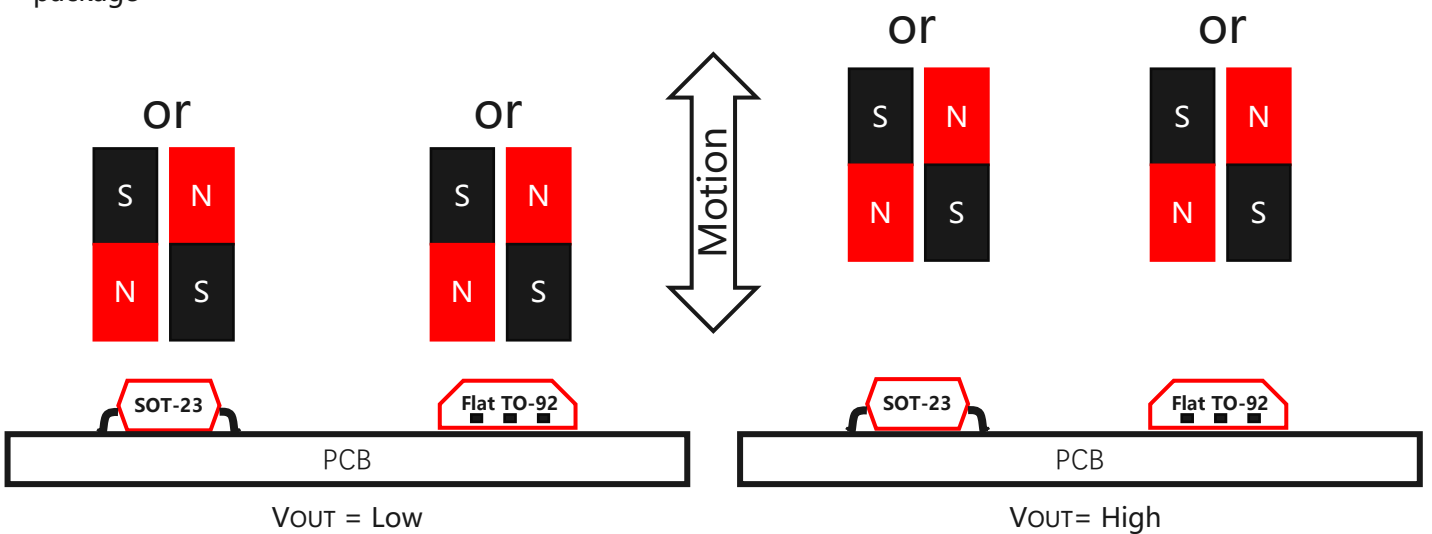 package
or or
S N S N
N S N S
SOT-23 Flat TO-92
PCB
VOUT = Low
Motion
or or
S N S N
N S N S
SOT-23 Flat TO-92
PCB
VOUT= High